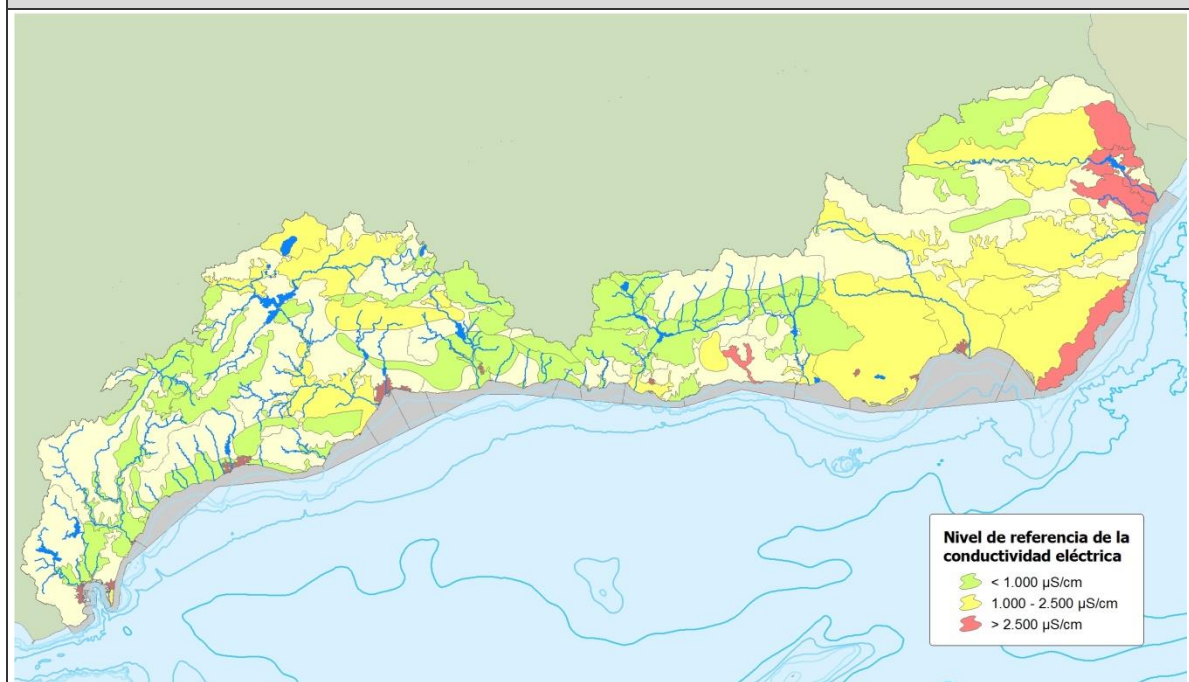 Nivel de referencia de la
conductividad eléctrica
< 1.000 µS/cm
1.000 - 2.500 µS/cm
> 2.500 µS/cm